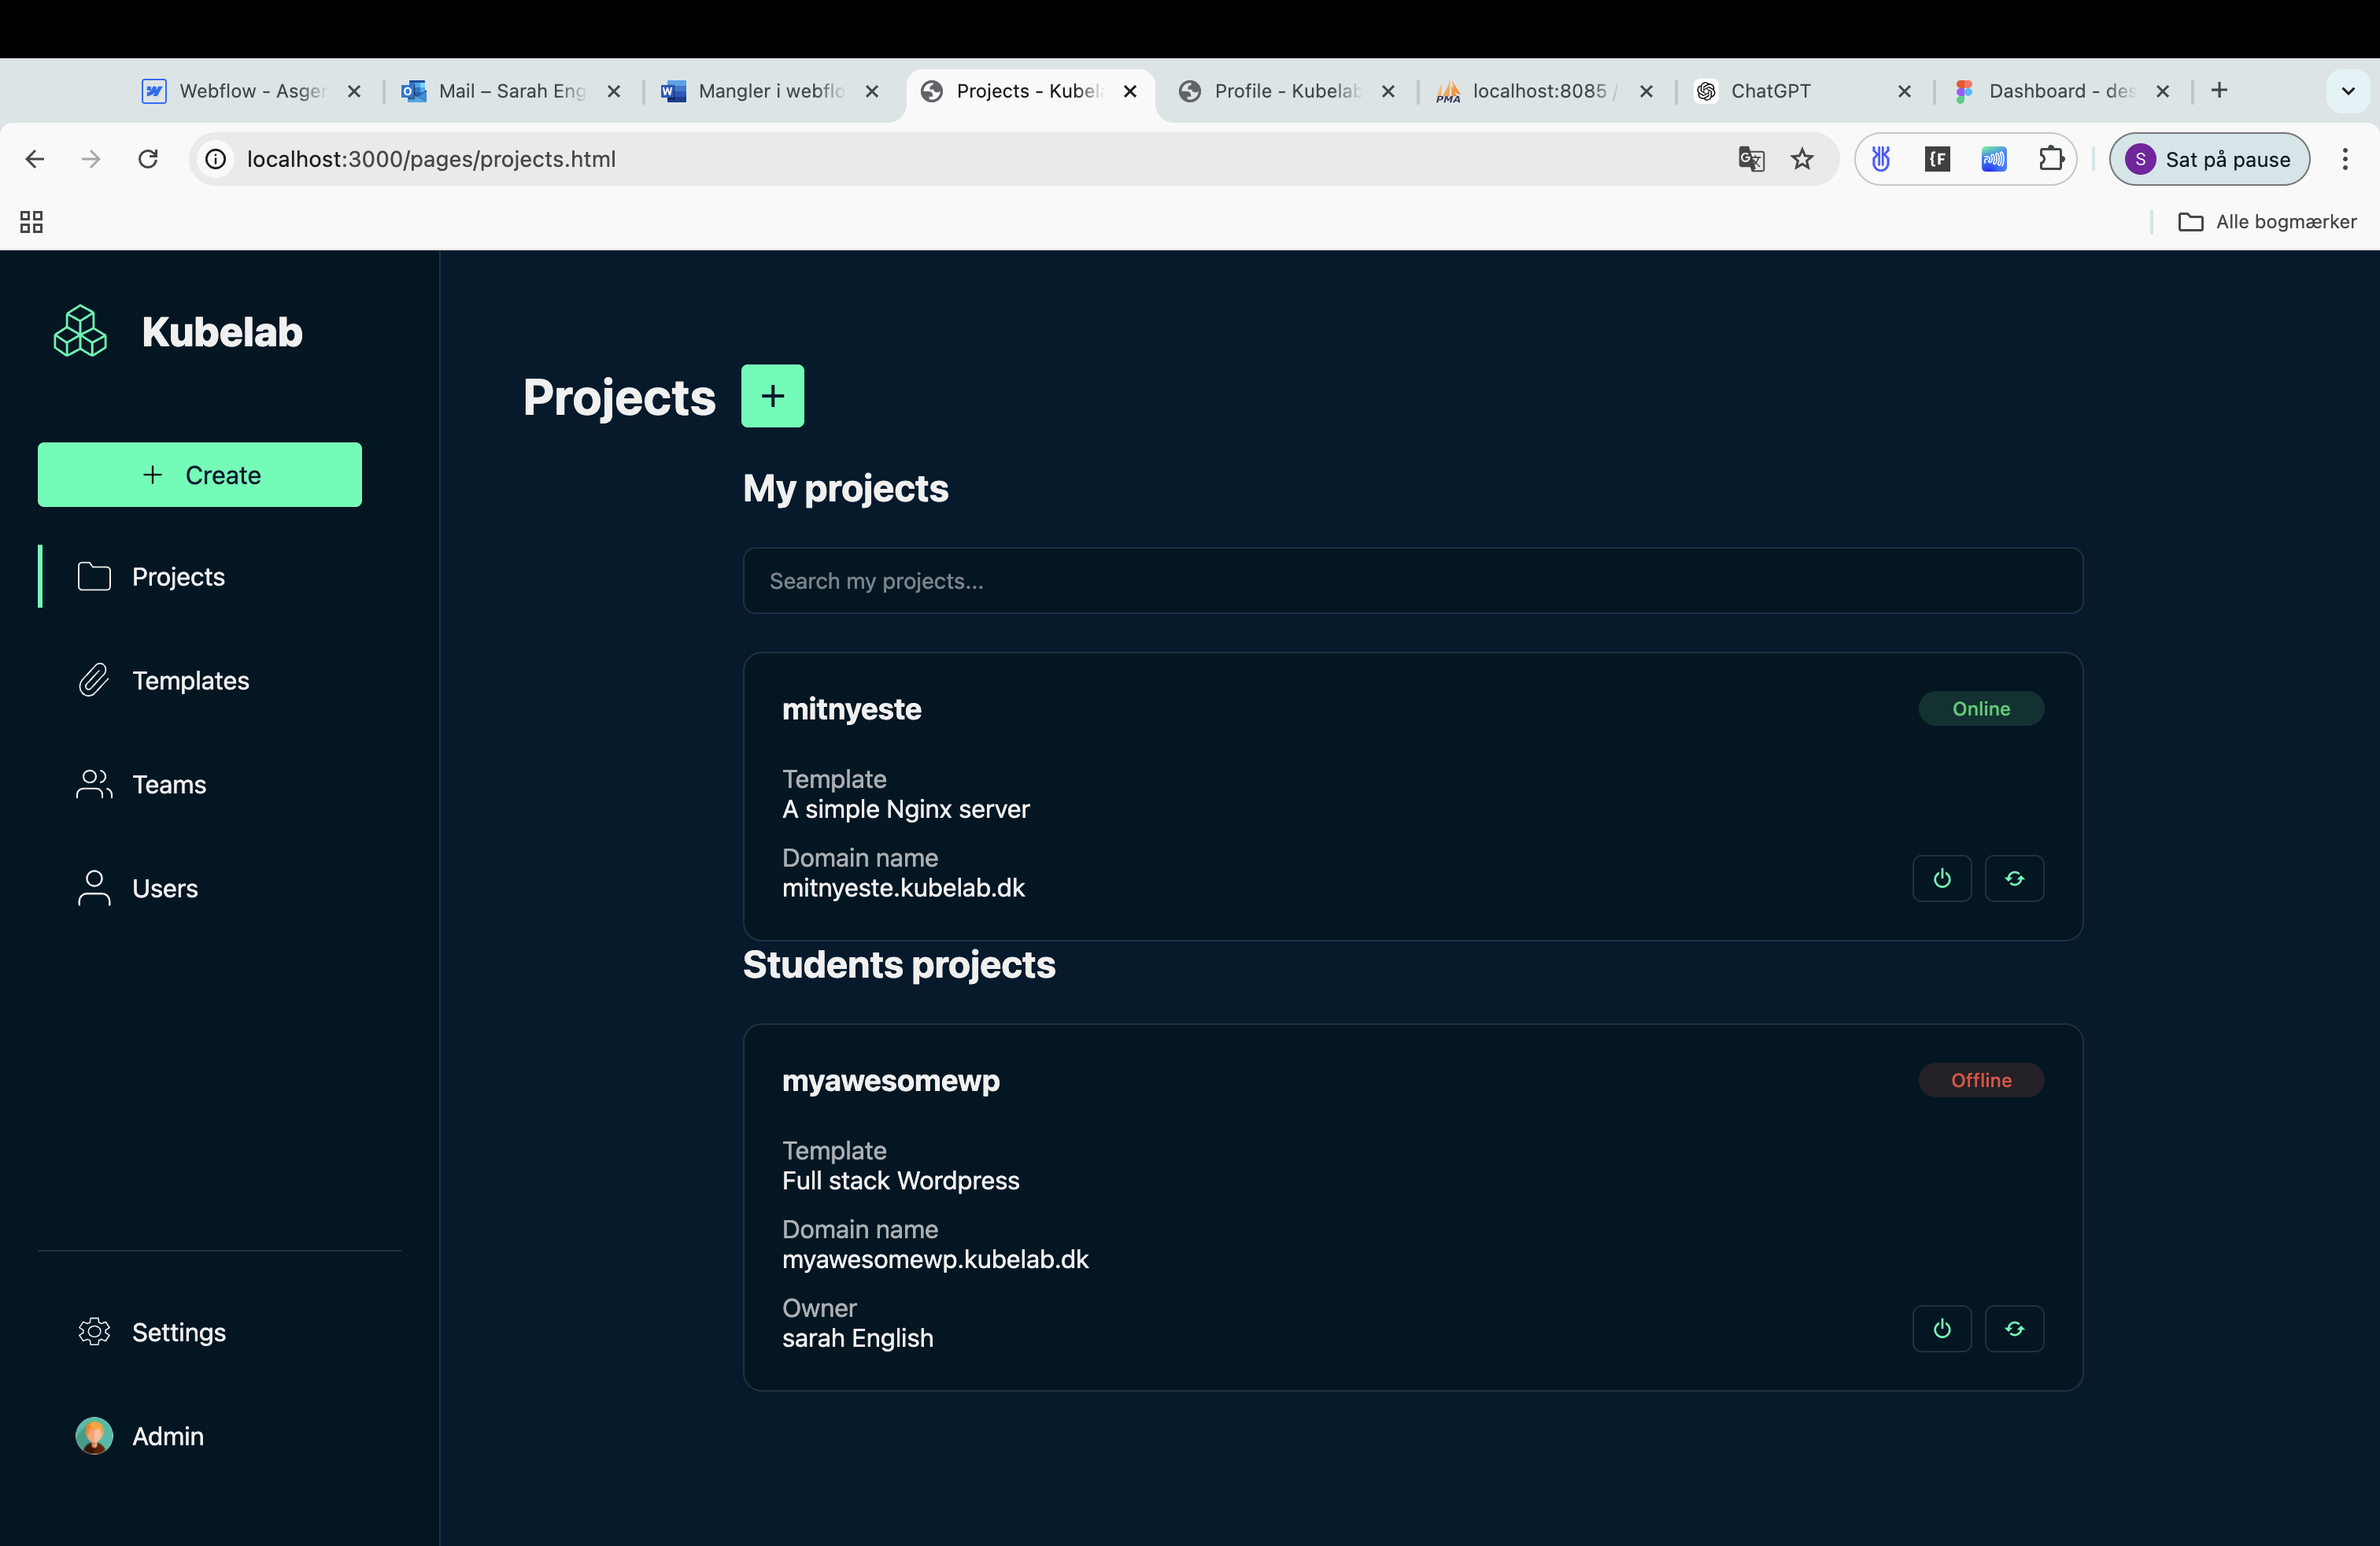 Webflow - Asger
Mail – Sarah Eng
Mangler i webflo
Projects - Kubela
Profile - Kubelab
localhost:8085 /
ChatGPT
Dashboard - des
localhost:3000/pages/projects.html
S
Sat på pause
Alle bogmærker
Kubelab
Create
Projects
Templates
Teams
Users
Settings
Admin
Projects
My projects
Search my projects...
mitnyeste
Online
Template
A simple Nginx server
Domain name
mitnyeste.kubelab.dk
Students projects
myawesomewp
Offline
Template
Full stack Wordpress
Domain name
myawesomewp.kubelab.dk
Owner
sarah English